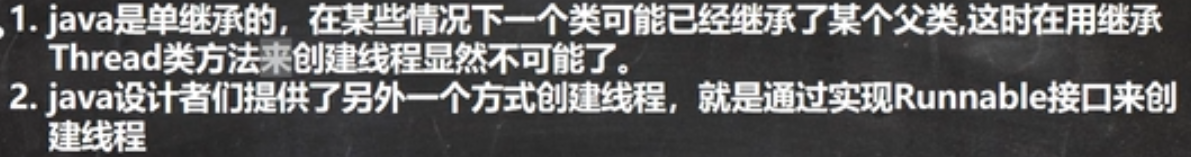 1. java是单继承的，在某些情况下一个类可能已经继承了某个父类,这时在用继承
Thread类方法来创建线程显然不可能了。
2. java设计者们提供了另外一个方式创建线程，就是通过实现Runnable接口来创
建线程